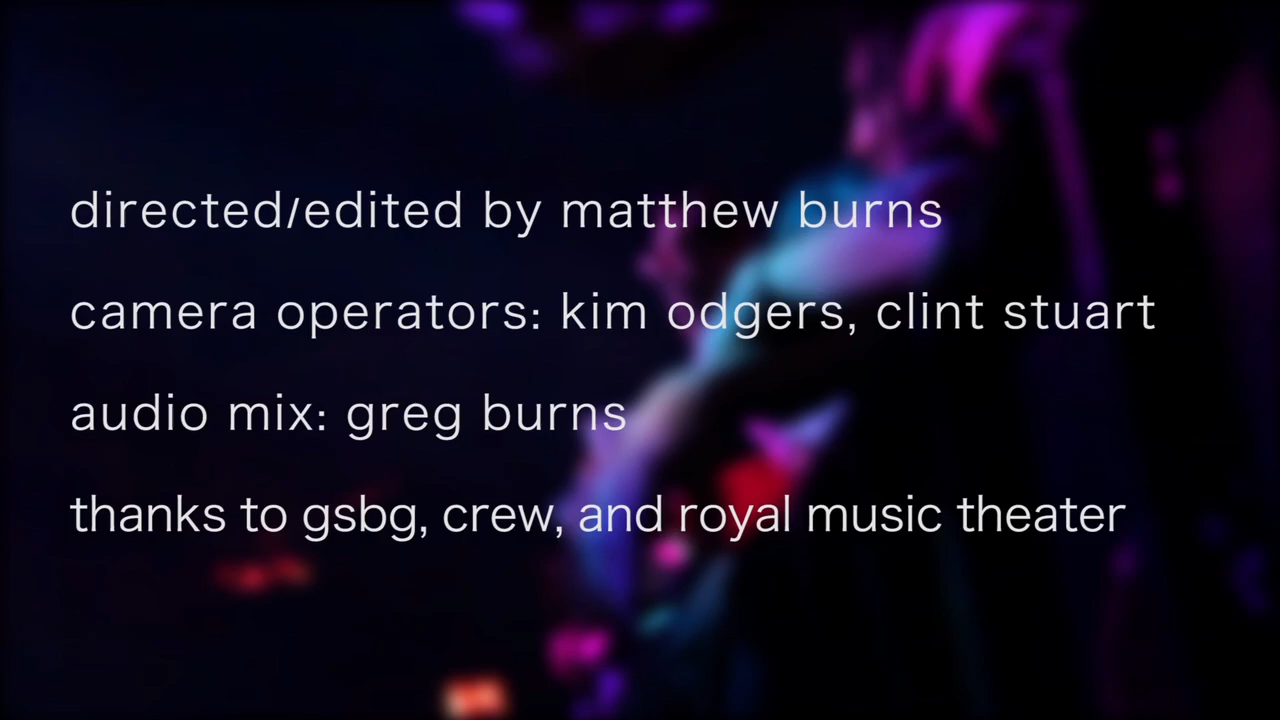 directed/edited by matthew burns
camera operators: kim odgers, clint stuart
audio mix: greg burns
thanks to gsbg, crew, and royal music theater